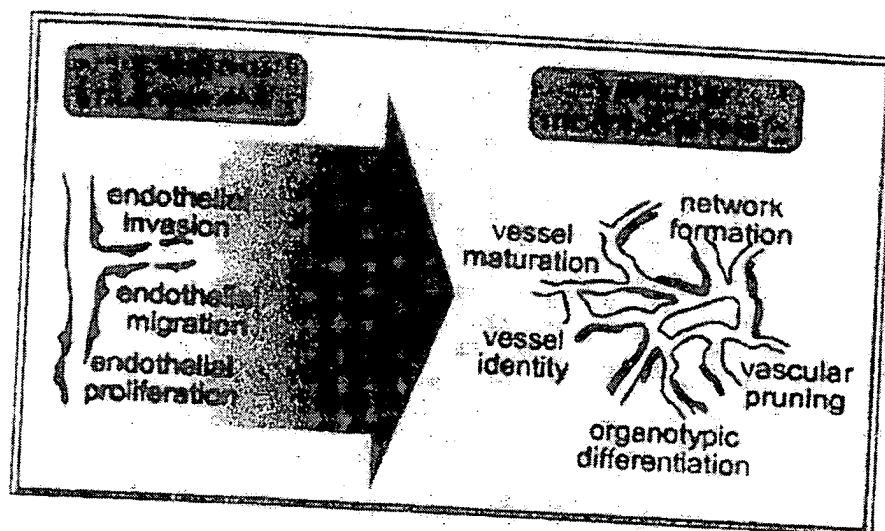 endothelial
invasion
endothelial
migration
endothelial
proliferation
network
formation
vessel
maturation
vessel
identity
vascular
pruning
organotypic
differentiation